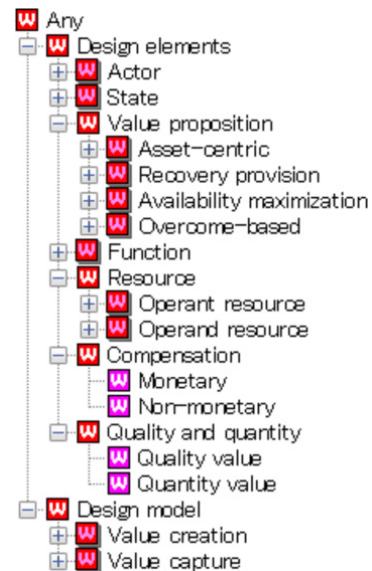 Any
Design elements
Actor
State
Value proposition
Asset-centric
Recovery provision
Availability maximization
Overcome-based
Function
Resource
Operant resource
Operand resource
Compensation
Monetary
Non-monetary
Quality and quantity
Quality value
Quantity value
Design model
Value creation
Value capture